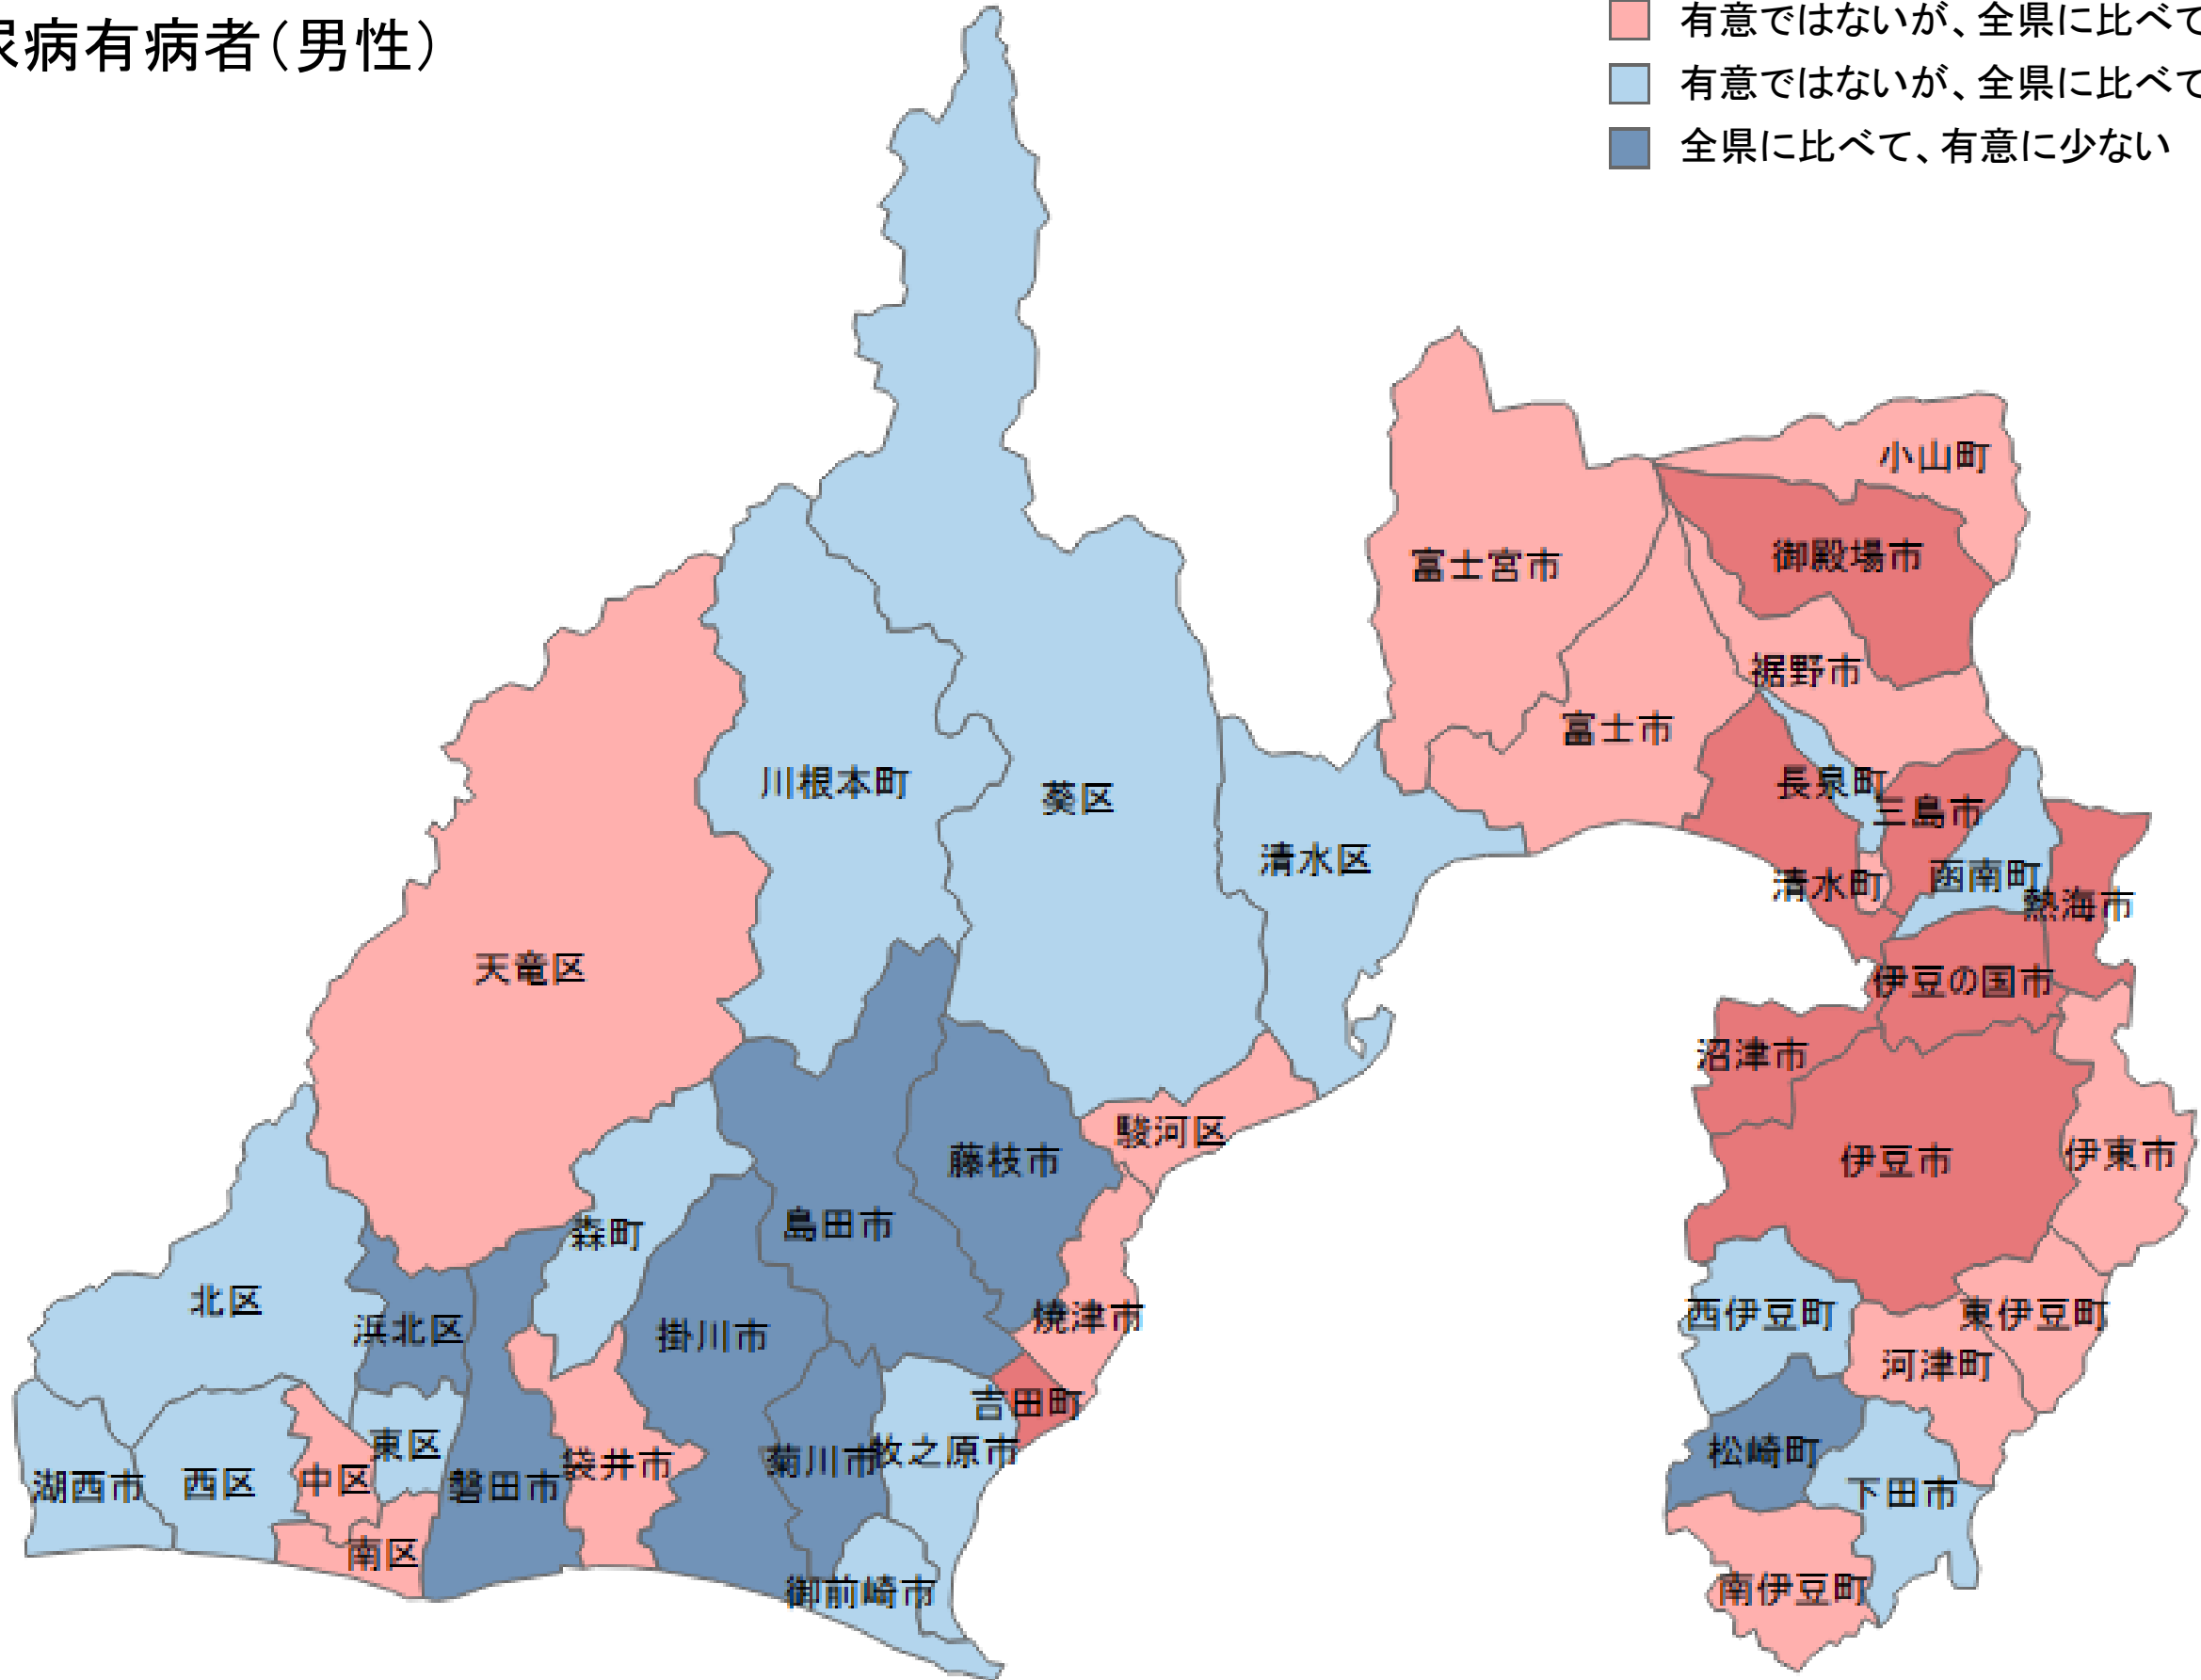 尿病有病者（男性）
有意ではないが、全県に比べて
有意ではないが、全県に比べて
全県に比べて、有意に少ない
小山町
御殿場市
富士宮市
裾野市
富士市
長泉町
川根本町
葵区
三島市
清水区
函南町
清水町
熱海市
天竜区
伊豆の国市
沼津市
駿河区
藤枝市
伊豆市
伊東市
島田市
森町
北区
西伊豆町
東伊豆町
焼津市
浜北区
掛川市
河津町
吉田町
東区
牧之原市
松崎町
菊川市
袋井市
中区
湖西市
西区
磐田市
下田市
南区
御前崎市
南伊豆町